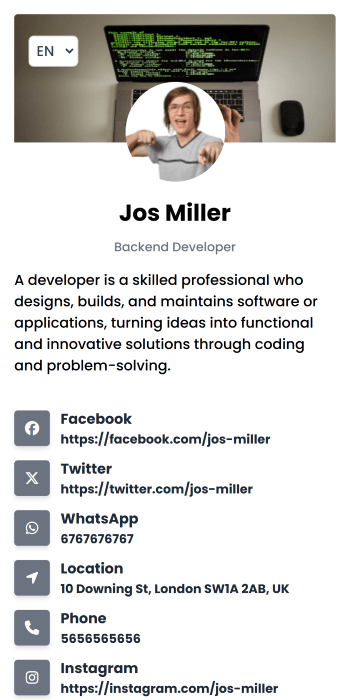 EN
Jos Miller
Backend Developer
A developer is a skilled professional who
designs, builds, and maintains software or
applications, turning ideas into functional
and innovative solutions through coding
and problem-solving.
Facebook
https://facebook.com/jos-miller
Twitter
https://twitter.com/jos-miller
WhatsApp
6767676767
Location
10 Downing St, London SW1A 2AB, UK
Phone
5656565656
Instagram
https://instagram.com/jos-miller